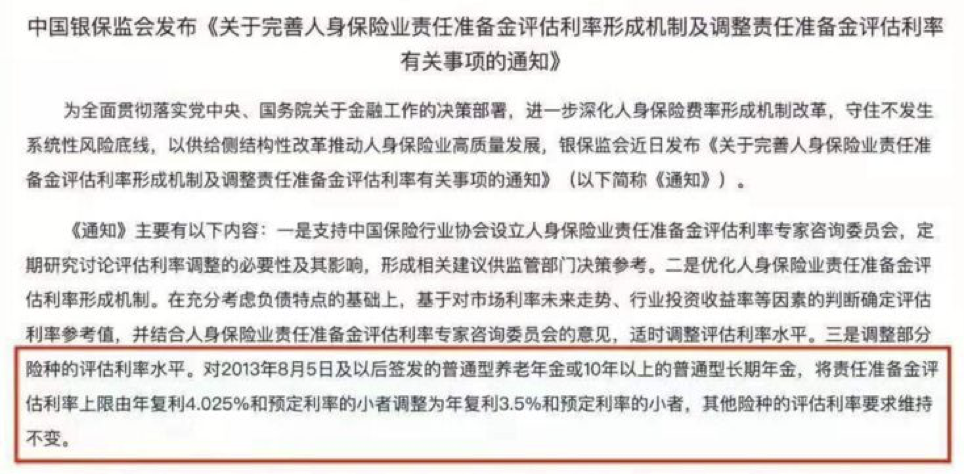 中国银保监会发布《关于完善人身保险业责任准备金评估利率形成机制及调整责任准备金评估利率
有关事项的通知》
为全面贯彻落实党中央、国务院关于金融工作的决策部署，进一步深化人身保险费率形成机制改革，守住不发生
系统性风险底线，以供给侧结构性改革推动人身保险业高质量发展，银保监会近日发布《关于完善人身保险业责任准
备金评估利率形成机制及调整责任准备金评估利率有关事项的通知》（以下简称《通知》）。
《通知》主要有以下内容：一是支持中国保险行业协会设立人身保险业责任准备金评估利率专家咨询委员会，定
期研究讨论评估利率调整的必要性及其影响，形成相关建议供监管部门决策参考。二是优化人身保险业责任准备金评
估利率形成机制。在充分考虑负债特点的基础上，基于对市场利率未来走势、行业投资收益率等因素的判断确定评估
利率参考值，并结合人身保险业责任准备金评估利率专家咨询委员会的意见，适时调整评估利率水平。三是调整部分
险种的评估利率水平。对2013年8月5日及以后签发的普通型养老年金或10年以上的普通型长期年金，将责任准备金评
估利率上限由年复利4.025%和预定利率的小者调整为年复利3.5%和预定利率的小者，其他险种的评估利率要求维持
不变。